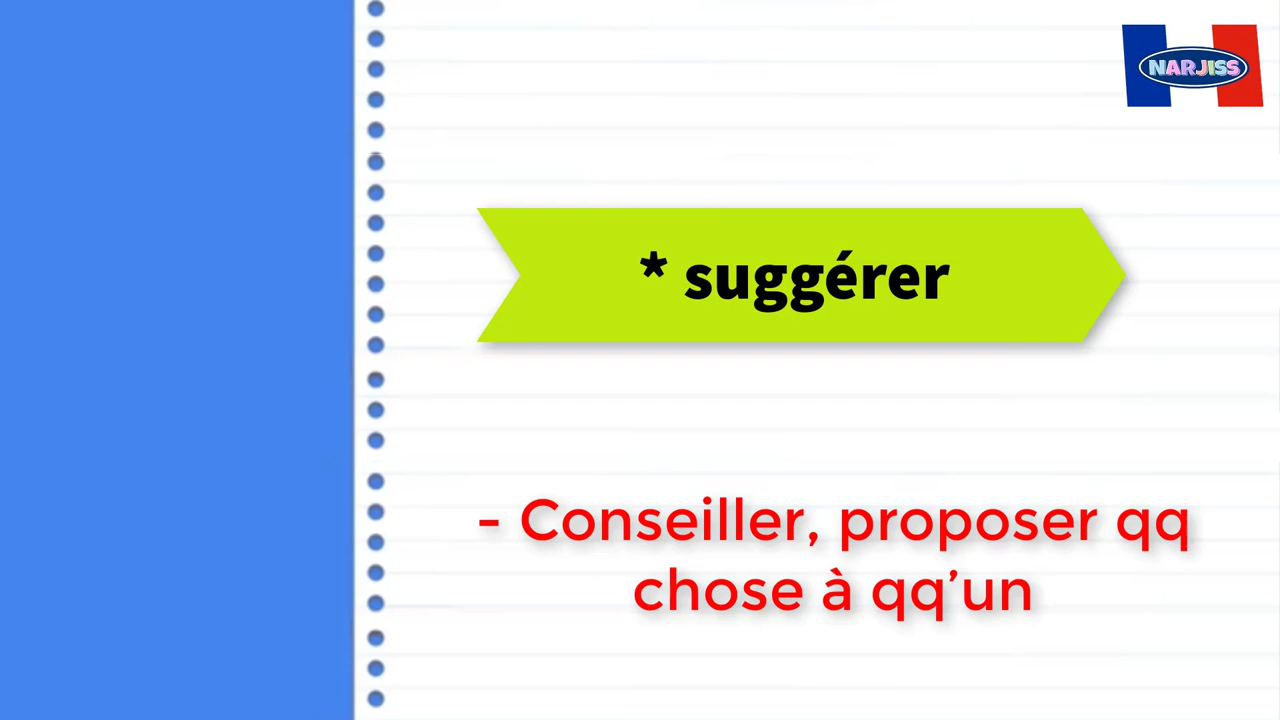 NARJISS
* suggérer
- Conseiller, proposer qq
chose à qq’un